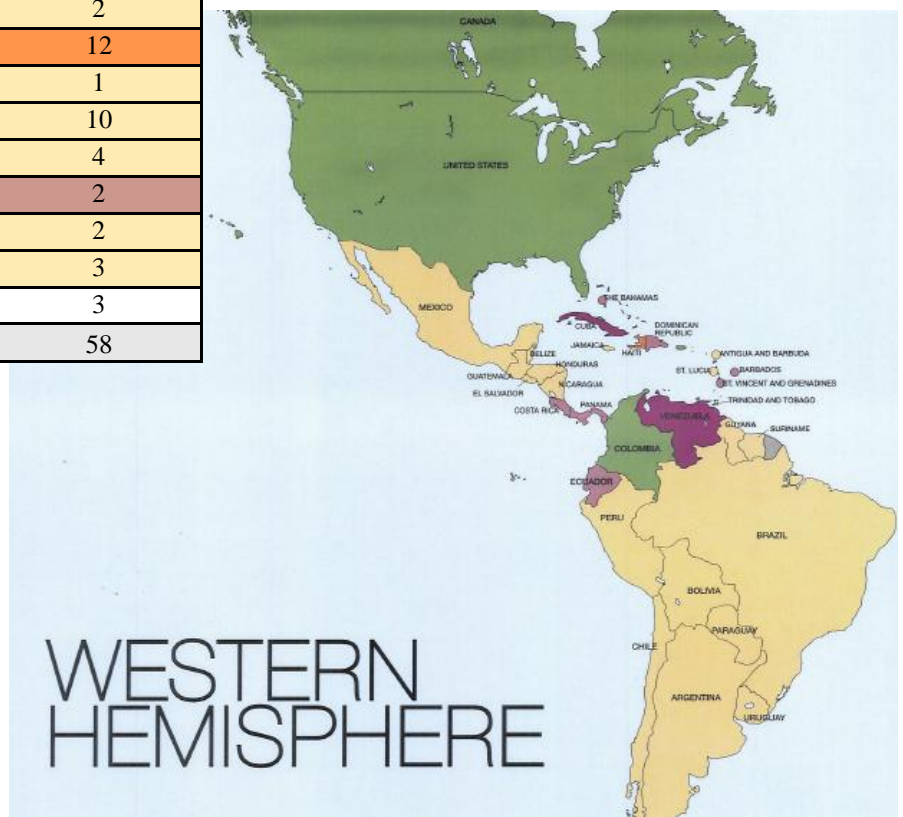 2
12
1
10
4
2
2
3
3
58
CANADA
UNITED STATES
MEXICO
THE BAHAMAS
CUBA
DOMINICAN
REPUBLIC
JAMAICA
HAITI
BELIZE
HONDURAS
ANTIGUA AND BARBUDA
ST. LUCIA
BARBADOS
GUATEMALA
NICARAGUA
ST. VINCENT AND GRENADINES
EL SALVADOR
TRINIDAD AND TOBAGO
COSTA RICA
PANAMA
VENEZUELA
GUYANA
SURINAME
COLOMBIA
ECUADOR
PERU
BRAZIL
BOLIVIA
PARAGUAY
CHILE
ARGENTINA
URUGUAY
WESTERN
HEMISPHERE